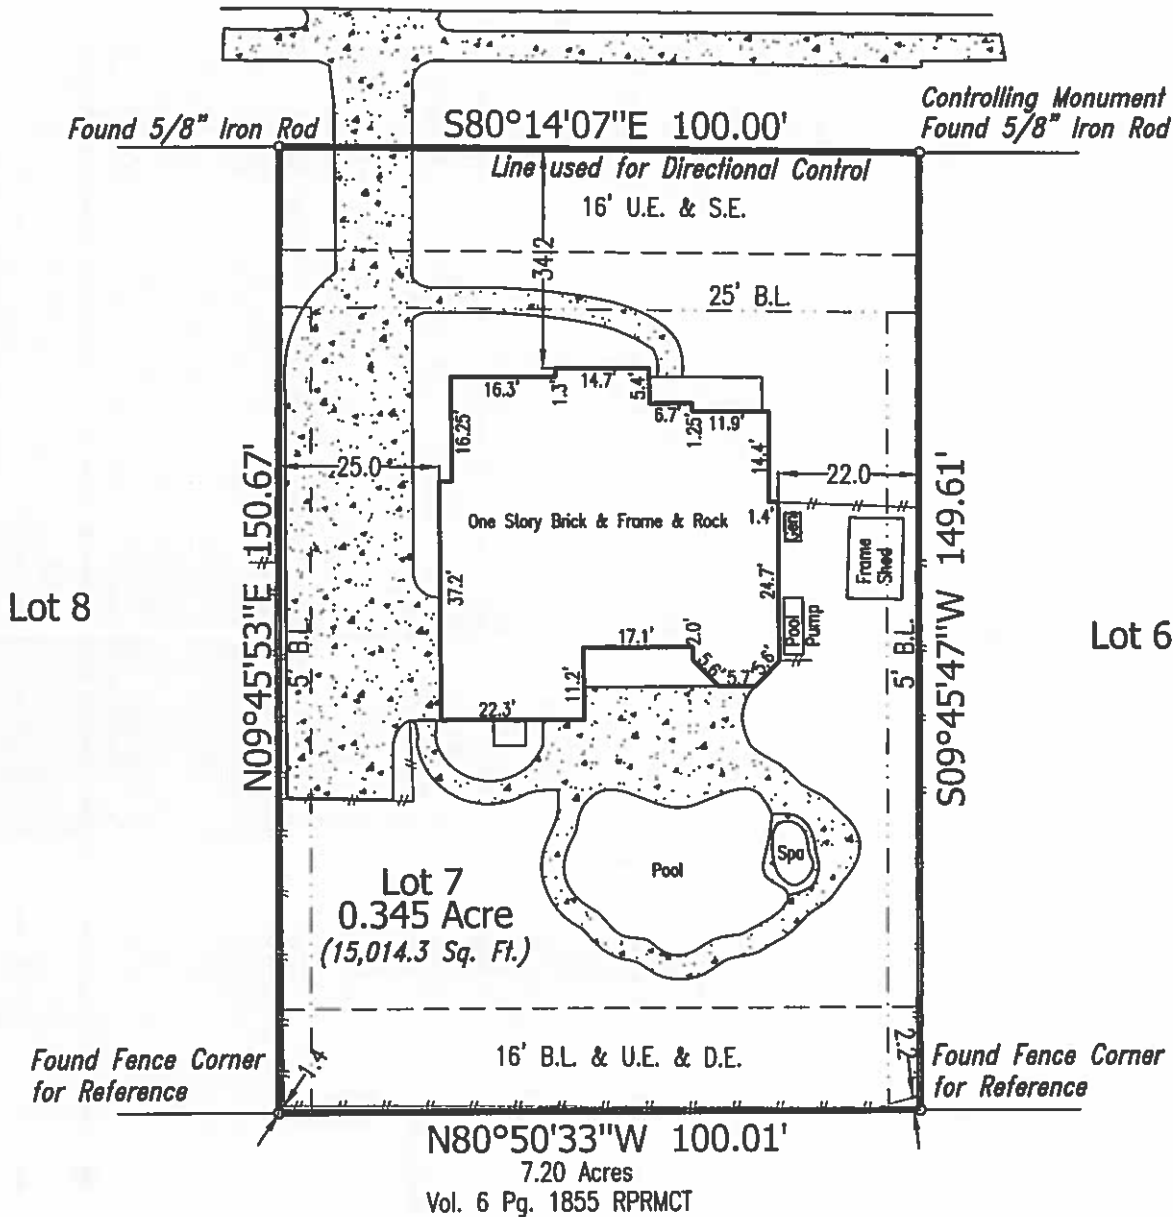 Controlling Monument
Found 5/8" Iron Rod
Found 5/8" Iron Rod
S80°14'07"E 100.00'
Line used for Directional Control
16' U.E. & S.E.
34.2
25' B.L.
16.3'
1.3'
14.7'
5.4'
6.7'
1.25'
11.9'
16.25'
14.4'
25.0
22.0
N09°45'53"E 150.67'
S09°45'47"W 149.61'
One Story Brick & Frame & Rock
1.4'
Gen
Frame
Shed
37.2'
24.7'
Pool
Pump
Lot 8
Lot 6
5' B.L.
5' B.L.
17.1'
2.0'
5.6'
5.7'
5.6'
11.2'
22.3'
Pool
Spa
Lot 7
0.345 Acre
(15,014.3 Sq. Ft.)
Found Fence Corner
for Reference
1.4
16' B.L. & U.E. & D.E.
2.2
Found Fence Corner
for Reference
N80°50'33"W 100.01'
7.20 Acres
Vol. 6 Pg. 1855 RPRMCT